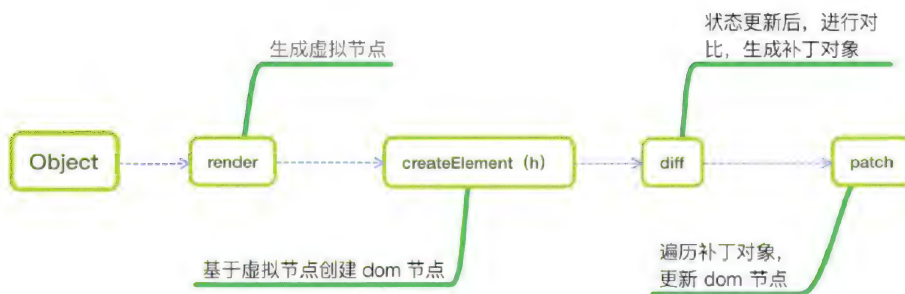 生成虚拟节点
状态更新后，进行对
比，生成补丁对象
Object
render
createElement（h）
diff
patch
基于虚拟节点创建 dom 节点
遍历补丁对象，
更新 dom 节点